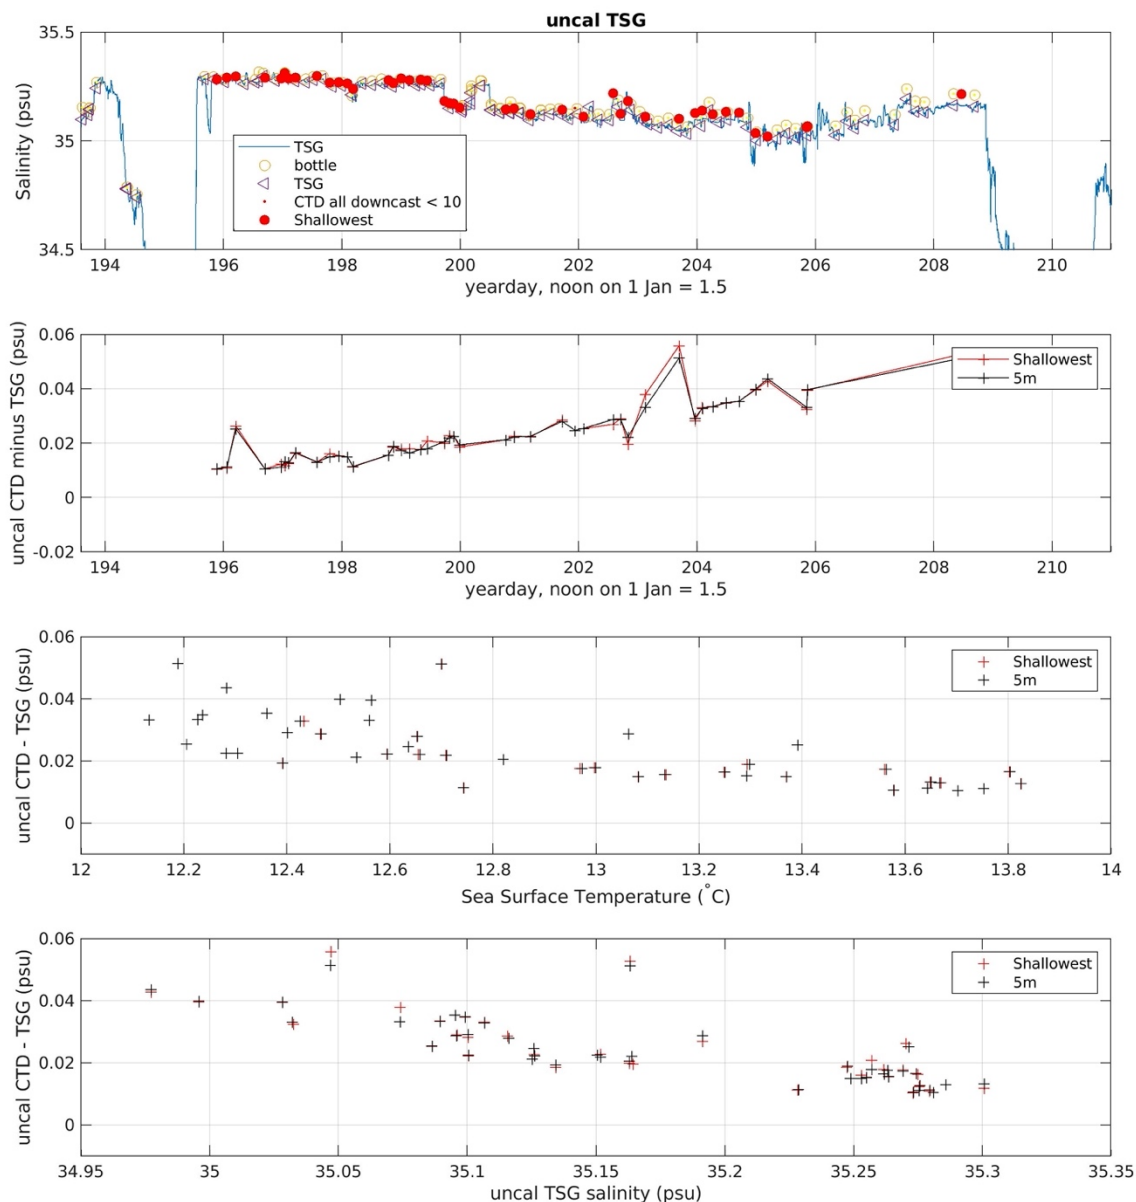 uncal TSG
Salinity (psu)
35.5
35
34.5
TSG
bottle
TSG
CTD all downcast < 10
Shallowest
194 196 198 200 202 204 206 208 210
yearday, noon on 1 Jan = 1.5
uncal CTD minus TSG (psu)
0.06
0.04
0.02
0
-0.02
Shallowest
5m
194 196 198 200 202 204 206 208 210
yearday, noon on 1 Jan = 1.5
uncal CTD - TSG (psu)
0.06
0.04
0.02
0
Shallowest
5m
12 12.2 12.4 12.6 12.8 13 13.2 13.4 13.6 13.8 14
Sea Surface Temperature (°C)
uncal CTD - TSG (psu)
0.06
0.04
0.02
0
Shallowest
5m
34.95 35 35.05 35.1 35.15 35.2 35.25 35.3 35.35
uncal TSG salinity (psu)